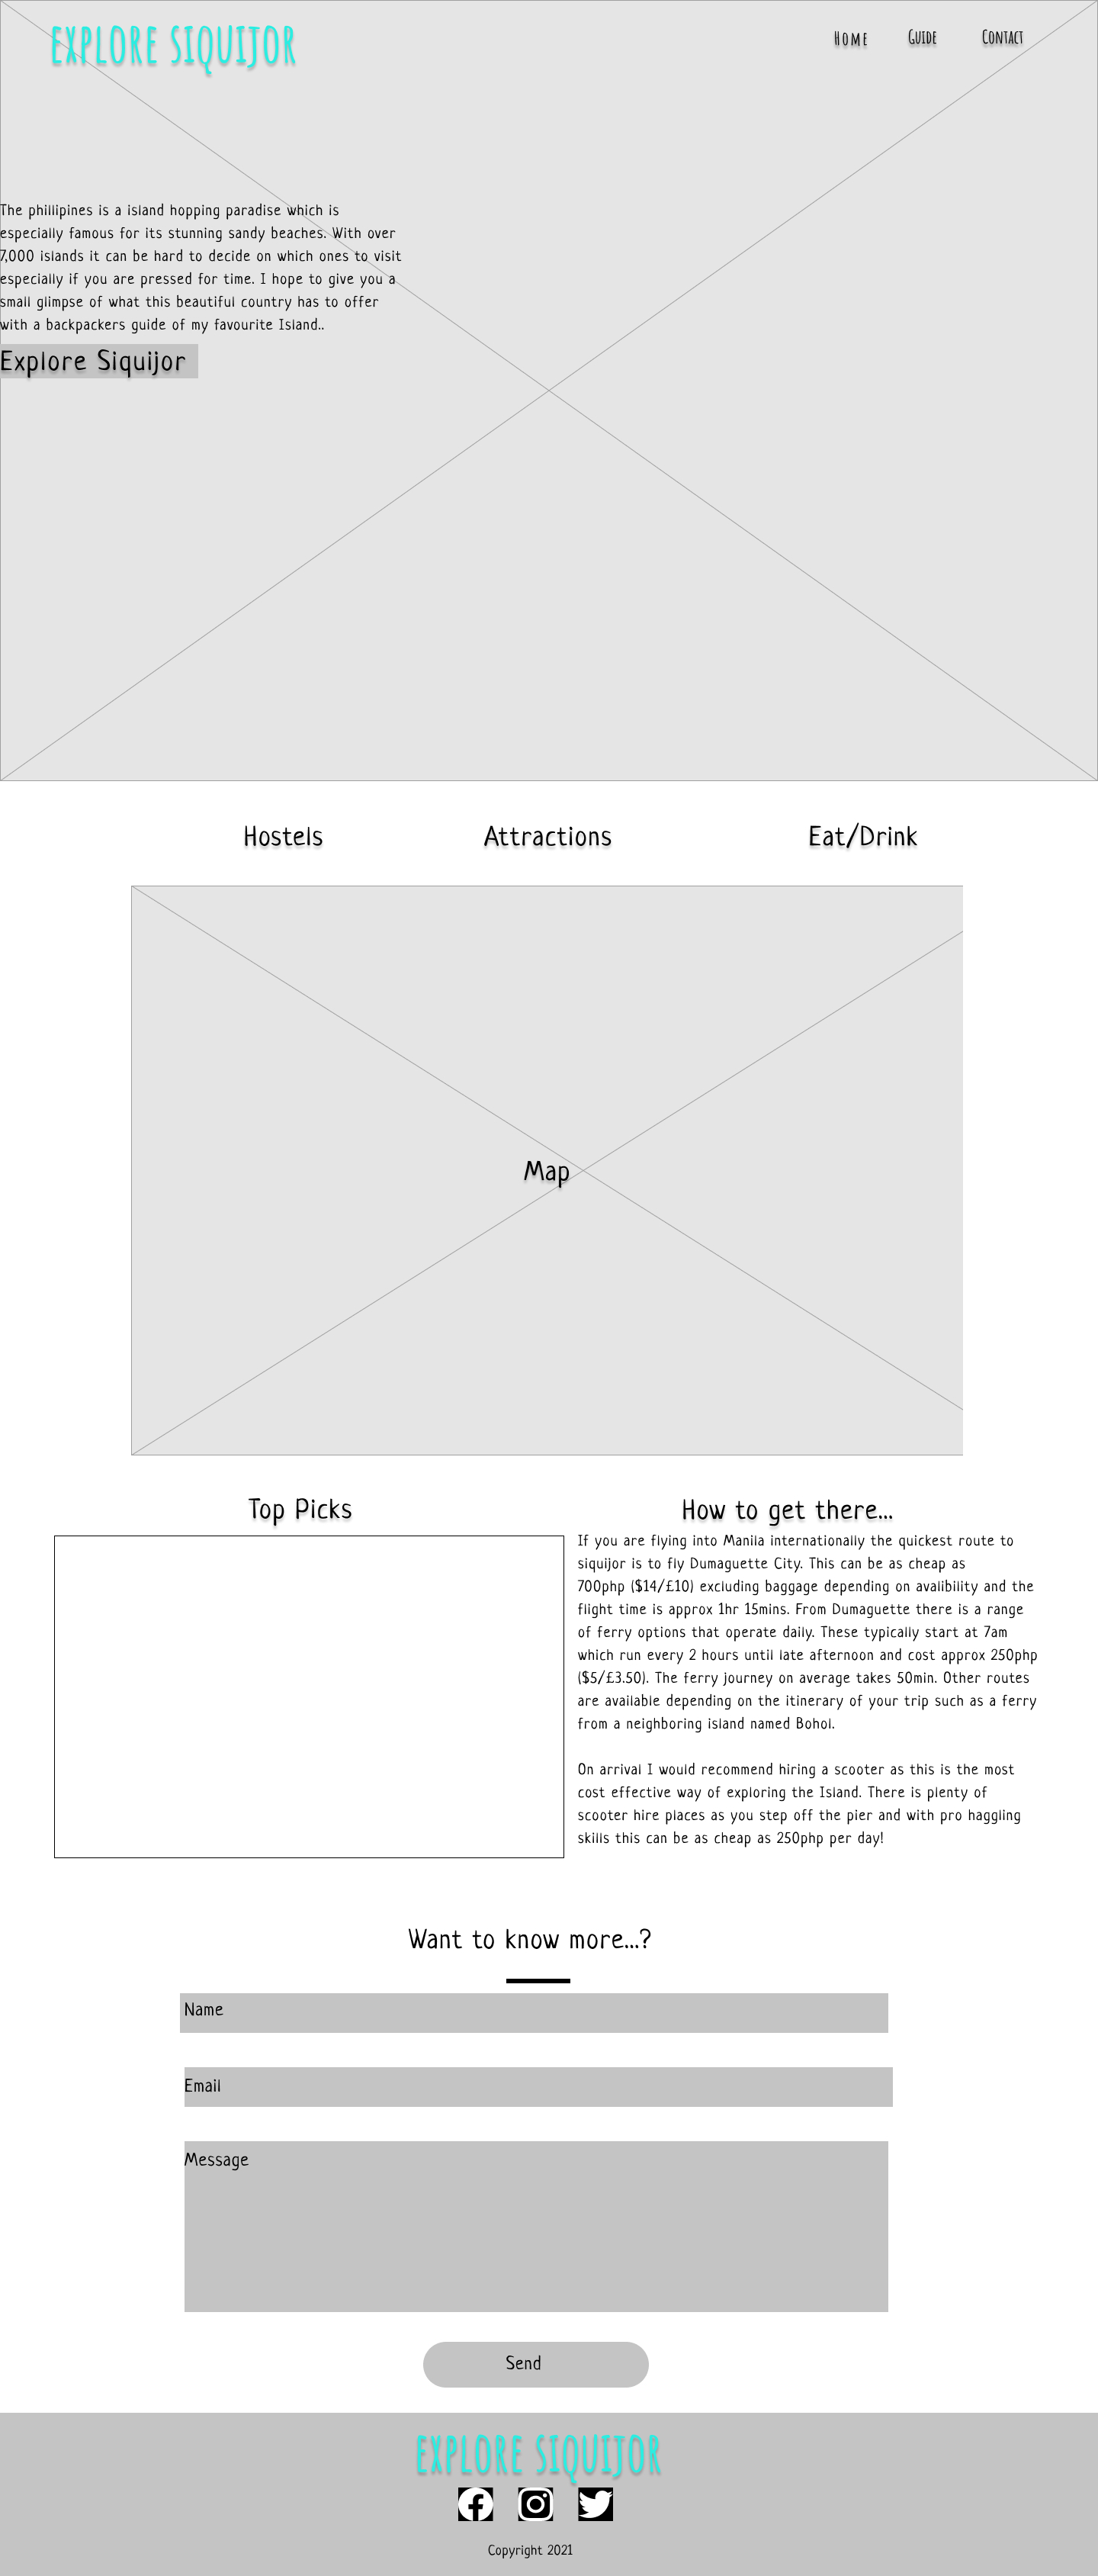 EXPLORE SIQUIJOR
HOME GUIDE CONTACT
The phillipines is a island hopping paradise which is
especially famous for its stunning sandy beaches. With over
7,000 islands it can be hard to decide on which ones to visit
especially if you are pressed for time. I hope to give you a
small glimpse of what this beautiful country has to offer
with a backpackers guide of my favourite Island..
Explore Siquijor
Hostels Attractions Eat/Drink
Map
Top Picks
How to get there...
If you are flying into Manila internationally the quickest route to
siquijor is to fly Dumaguette City. This can be as cheap as
700php ($14/£10) excluding baggage depending on avalibility and the
flight time is approx 1hr 15mins. From Dumaguette there is a range
of ferry options that operate daily. These typically start at 7am
which run every 2 hours until late afternoon and cost approx 250php
($5/£3.50). The ferry journey on average takes 50min. Other routes
are available depending on the itinerary of your trip such as a ferry
from a neighboring island named Bohol.
On arrival I would recommend hiring a scooter as this is the most
cost effective way of exploring the Island. There is plenty of
scooter hire places as you step off the pier and with pro haggling
skills this can be as cheap as 250php per day!
Want to know more...?
Name
Email
Message
Send
EXPLORE SIQUIJOR
Copyright 2021